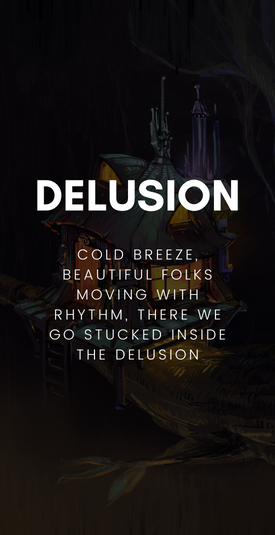 DELUSION
COLD BREEZE,
BEAUTIFUL FOLKS
MOVING WITH
RHYTHM, THERE WE
GO STUCKED INSIDE
THE DELUSION